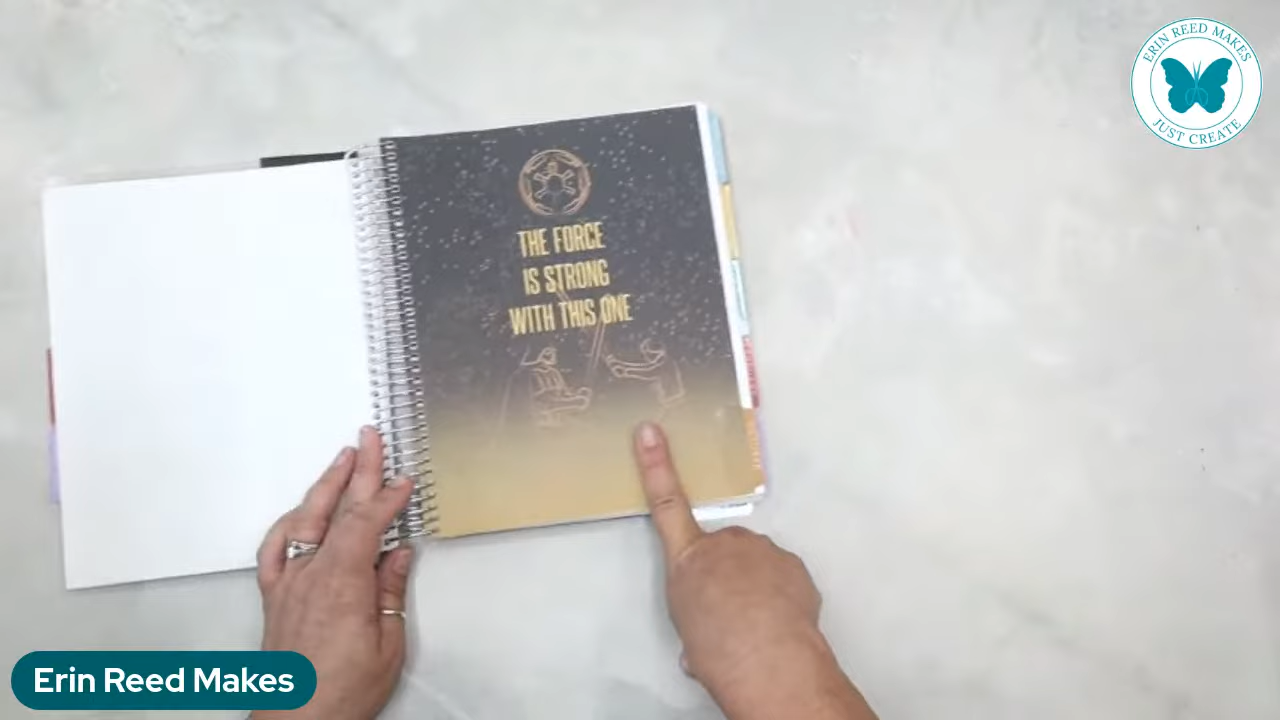 ERIN REED MAKES
JUST CREATE
THE FORCE
IS STRONG
WITH THIS ONE
Erin Reed Makes